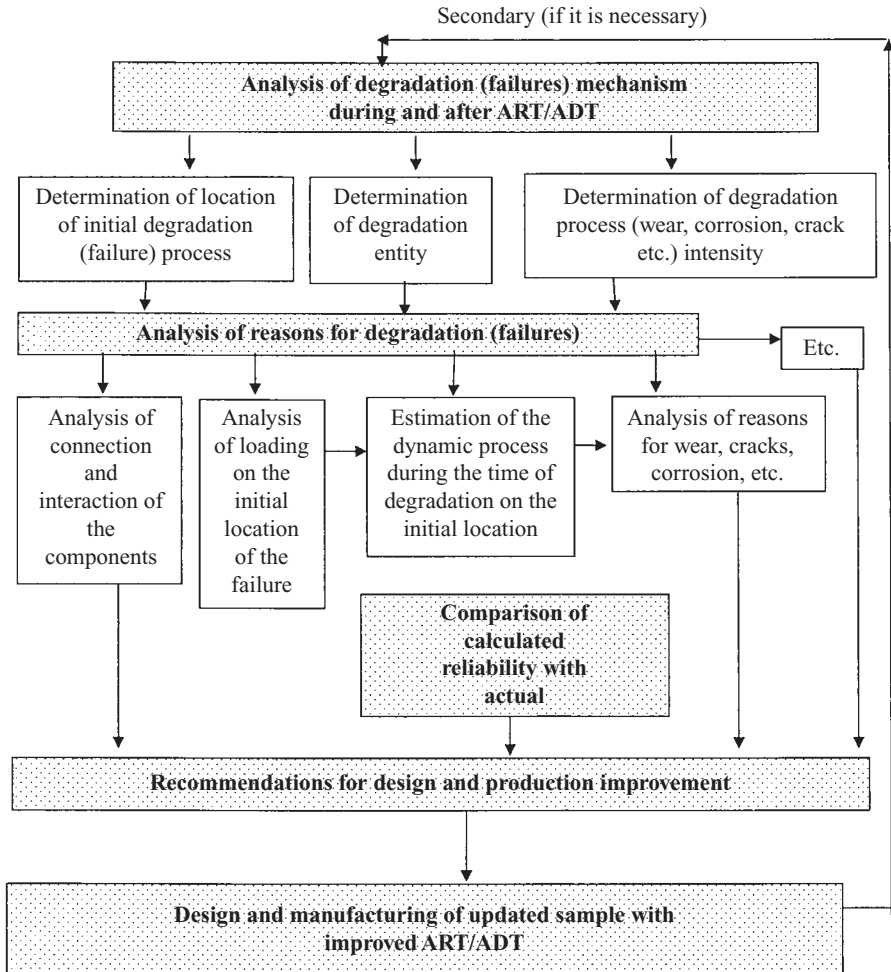 Secondary (if it is necessary)
Analysis of degradation (failures) mechanism
during and after ART/ADT
Determination of location
of initial degradation
(failure) process
Determination
of degradation
entity
Determination of degradation
process (wear, corrosion, crack
etc.) intensity
Analysis of reasons for degradation (failures)
Etc.
Analysis of
connection
and
interaction of
the
components
Analysis
of loading
on the
initial
location
of the
failure
Estimation of the
dynamic process
during the time of
degradation on the
initial location
Analysis of reasons
for wear, cracks,
corrosion, etc.
Comparison of
calculated
reliability with
actual
Recommendations for design and production improvement
Design and manufacturing of updated sample with
improved ART/ADT